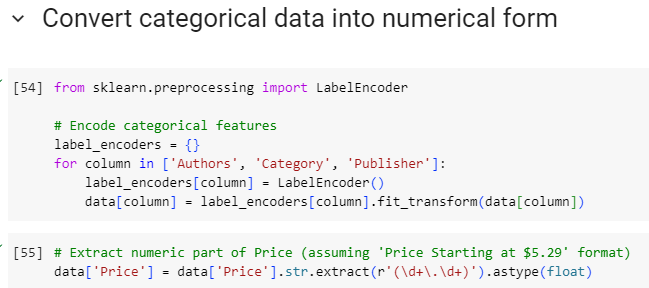 Convert categorical data into numerical form
[54] from sklearn.preprocessing import LabelEncoder
# Encode categorical features
label_encoders = {}
for column in ['Authors', 'Category', 'Publisher']:
    label_encoders[column] = LabelEncoder()
    data[column] = label_encoders[column].fit_transform(data[column])
[55] # Extract numeric part of Price (assuming 'Price Starting at $5.29' format)
data['Price'] = data['Price'].str.extract(r'(\d+\.\d+)').astype(float)